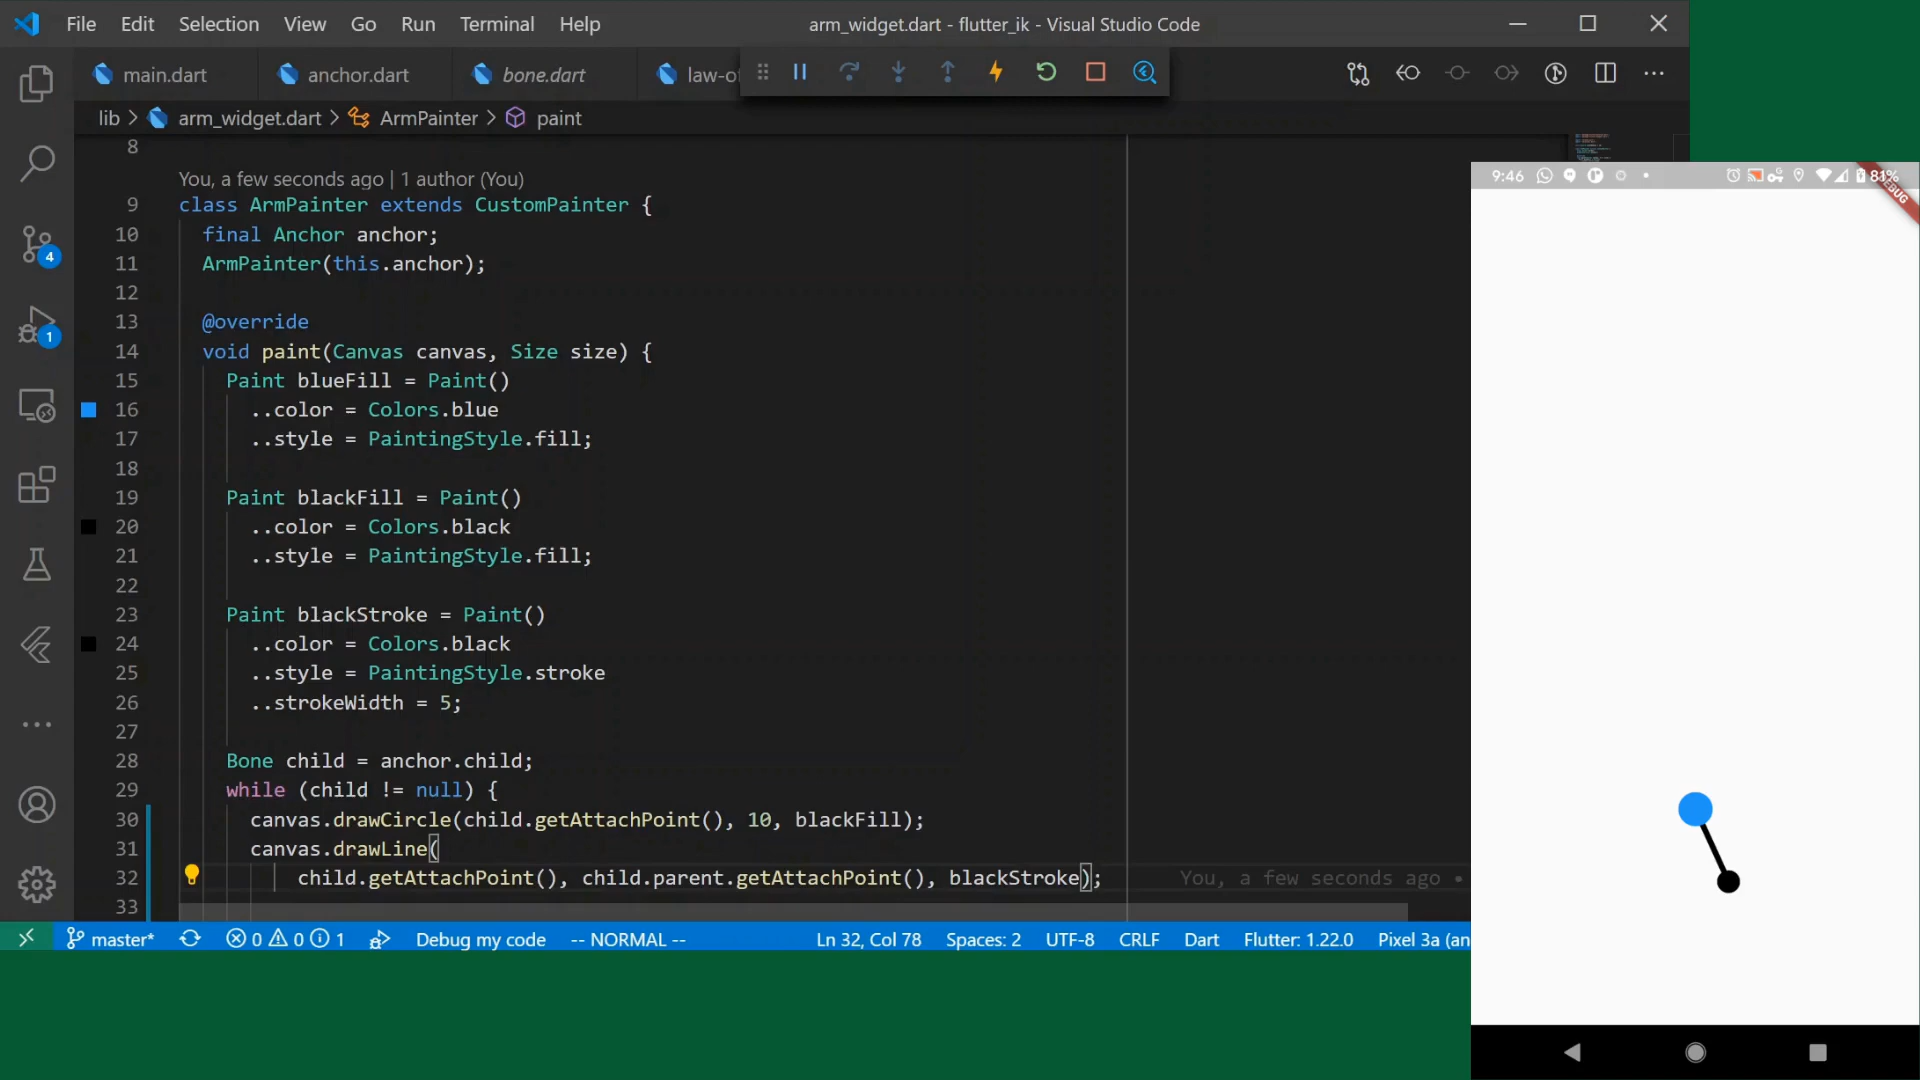 File Edit Selection View Go Run Terminal Help arm_widget.dart - flutter_ik - Visual Studio Code
main.dart anchor.dart bone.dart law-of
lib > arm_widget.dart > ArmPainter > paint
8
You, a few seconds ago | 1 author (You)
9 class ArmPainter extends CustomPainter {
10 final Anchor anchor;
11 ArmPainter(this.anchor);
12
13 @override
14 void paint(Canvas canvas, Size size) {
15 Paint blueFill = Paint()
16 ..color = Colors.blue
17 ..style = PaintingStyle.fill;
18
19 Paint blackFill = Paint()
20 ..color = Colors.black
21 ..style = PaintingStyle.fill;
22
23 Paint blackStroke = Paint()
24 ..color = Colors.black
25 ..style = PaintingStyle.stroke
26 ..strokeWidth = 5;
27
28 Bone child = anchor.child;
29 while (child != null) {
30 canvas.drawCircle(child.getAttachPoint(), 10, blackFill);
31 canvas.drawLine(
32 child.getAttachPoint(), child.parent.getAttachPoint(), blackStroke); You, a few seconds ago •
33
4
1
master* 0 0 1 Debug my code -- NORMAL -- Ln 32, Col 78 Spaces: 2 UTF-8 CRLF Dart Flutter: 1.22.0 Pixel 3a (an
9:46 81%
DEBUG